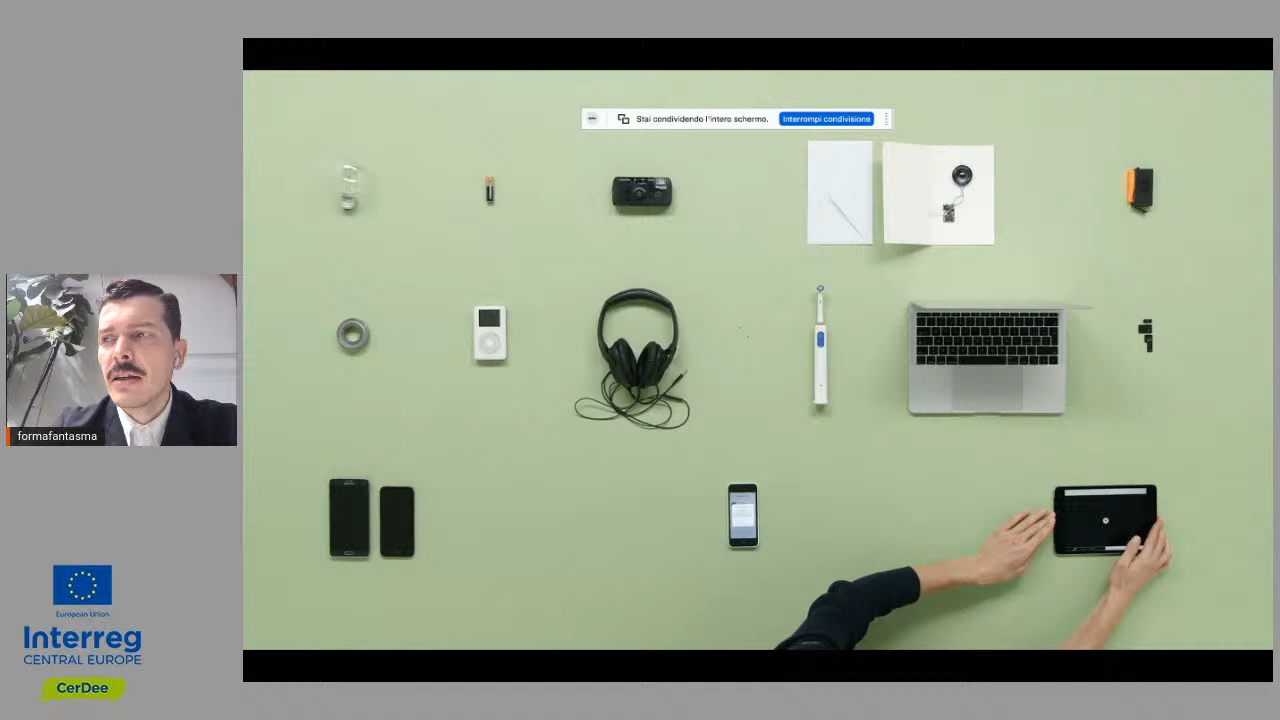 Stai condividendo l'intero schermo.
Interrompi condivisione
formafantasma
European Union
Interreg
CENTRAL EUROPE
CerDee